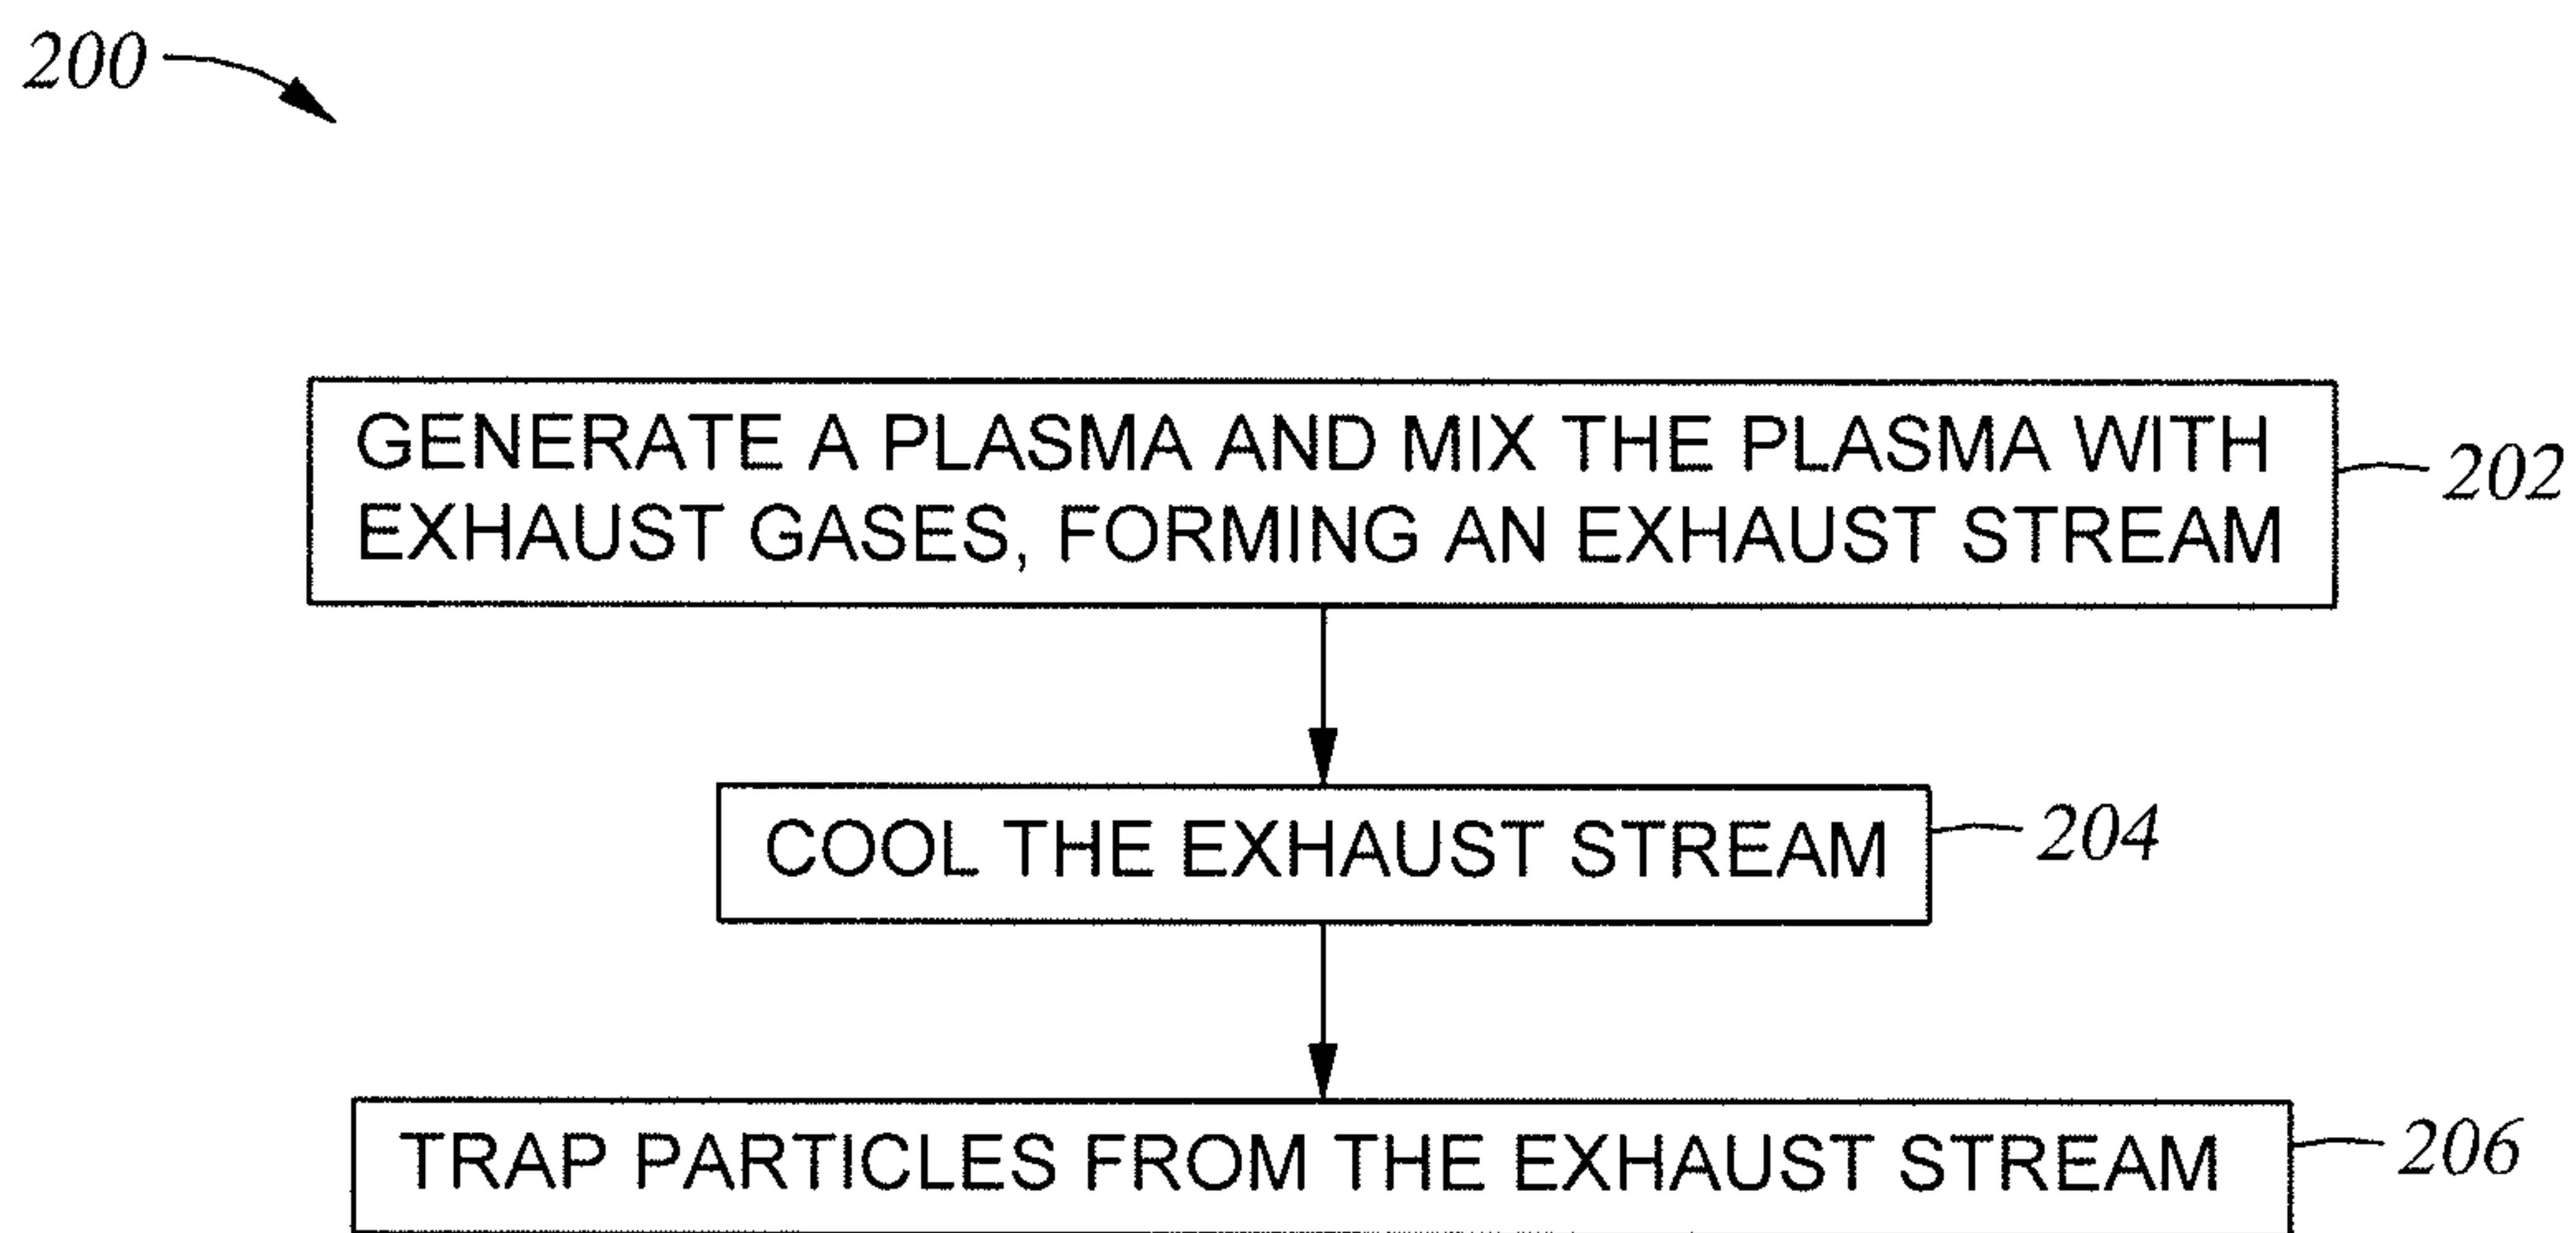 200
GENERATE A PLASMA AND MIX THE PLASMA WITH
EXHAUST GASES, FORMING AN EXHAUST STREAM
202
COOL THE EXHAUST STREAM
204
TRAP PARTICLES FROM THE EXHAUST STREAM
206